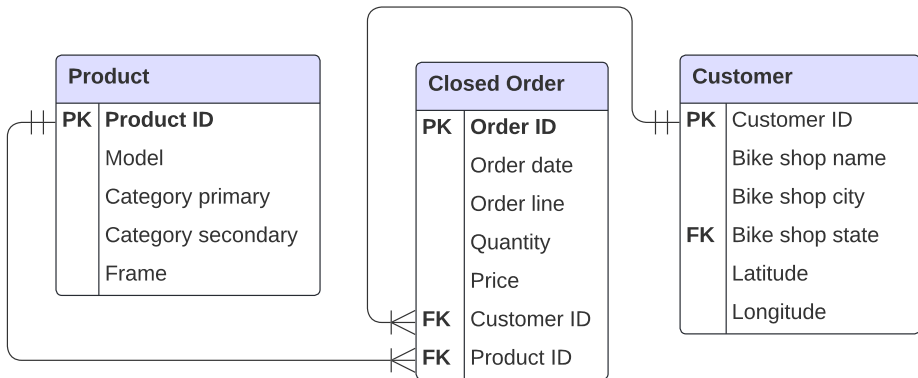 Product
PK Product ID
Model
Category primary
Category secondary
Frame
Closed Order
PK Order ID
Order date
Order line
Quantity
Price
FK Customer ID
FK Product ID
Customer
PK Customer ID
Bike shop name
Bike shop city
FK Bike shop state
Latitude
Longitude